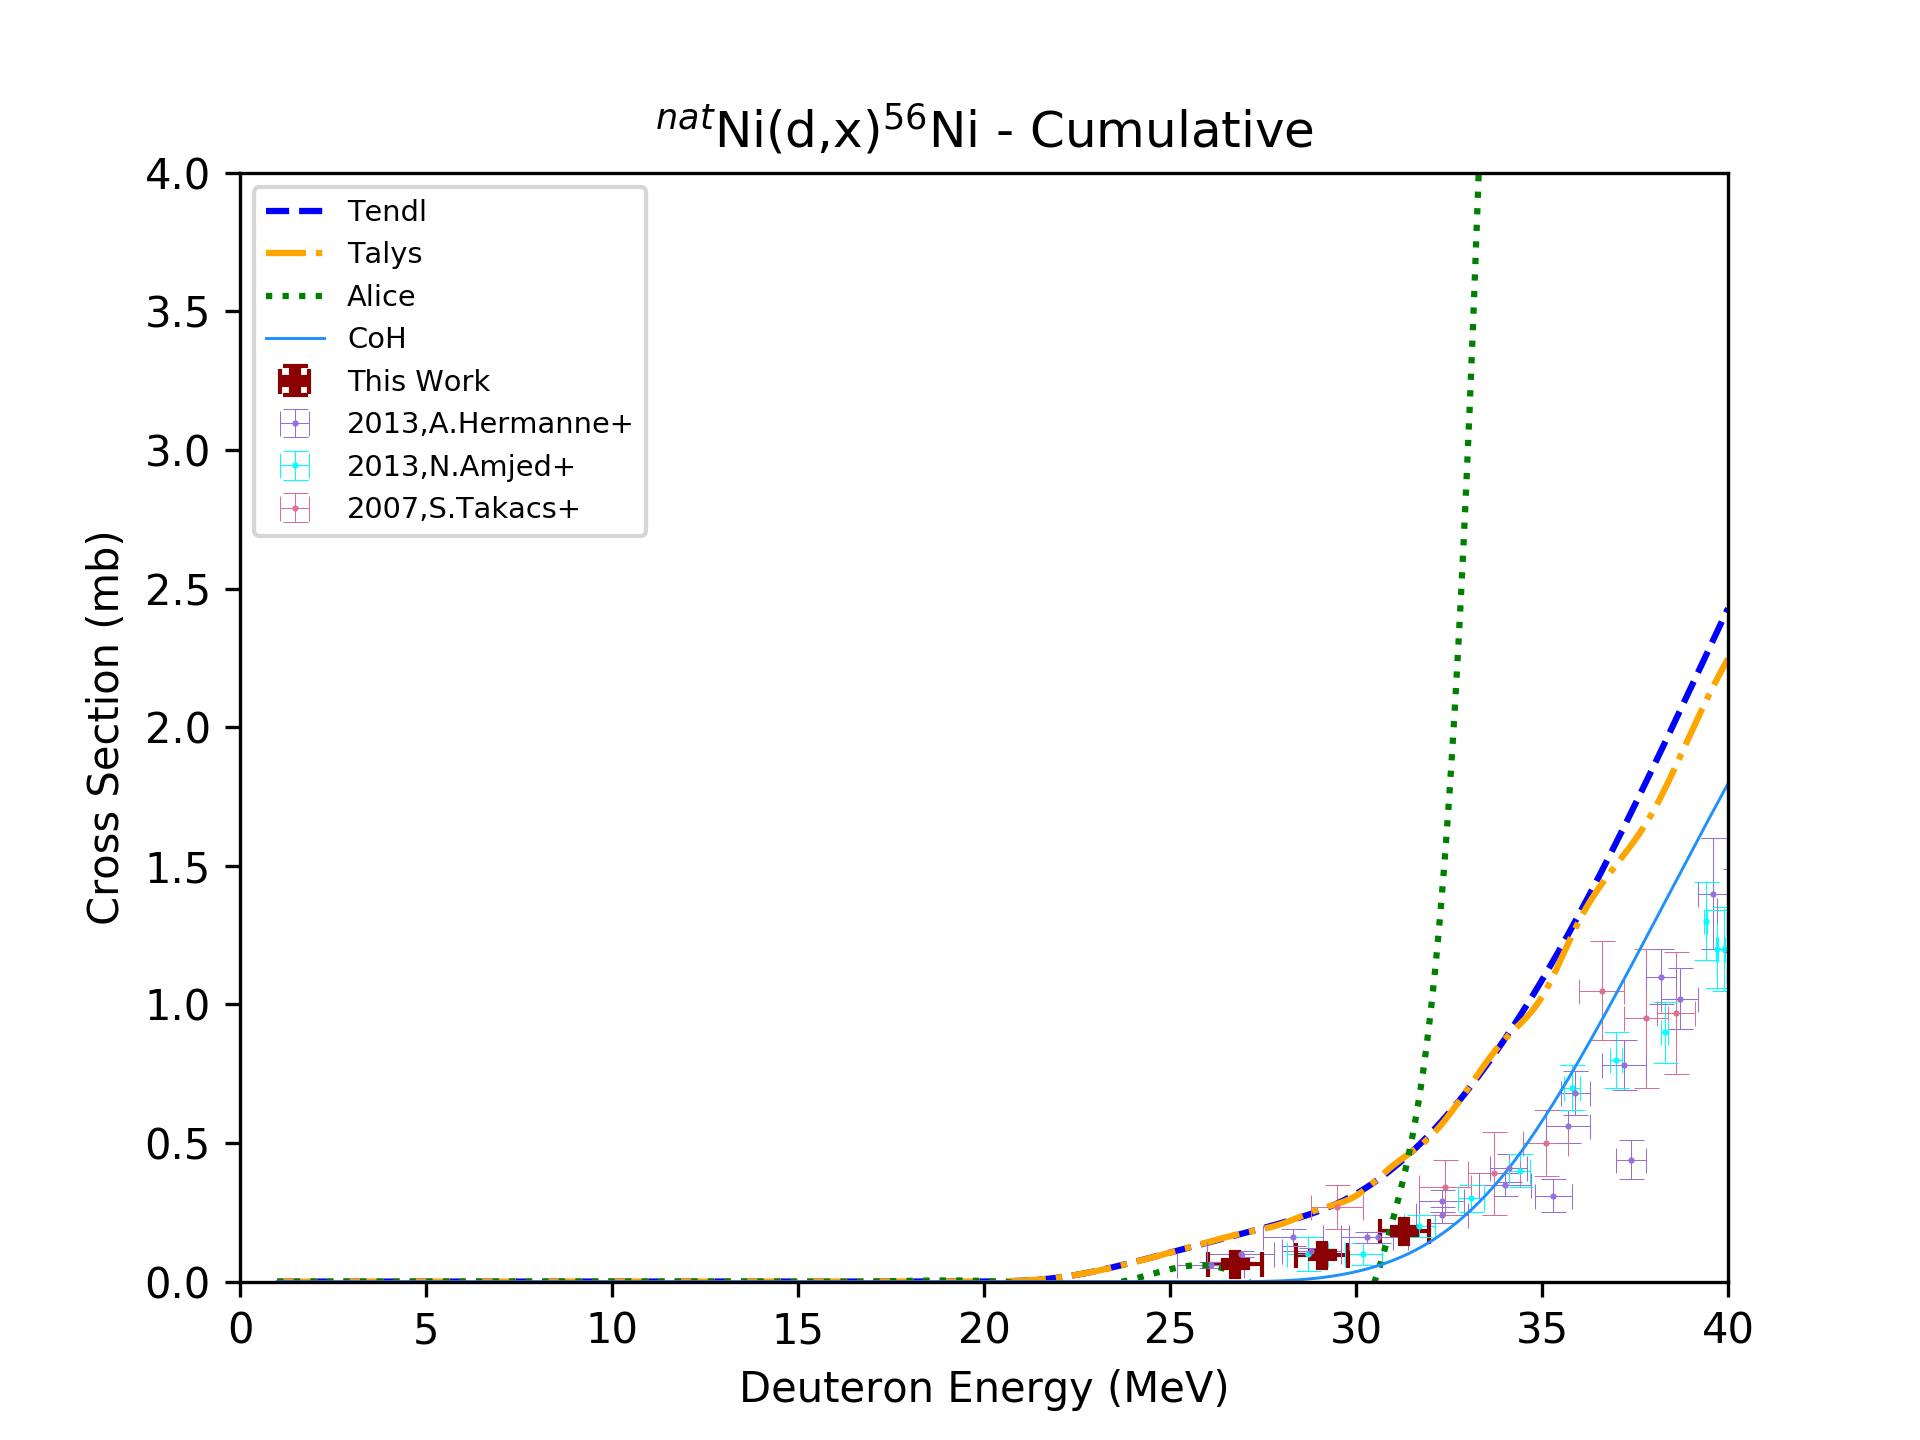 ⁿᵃᵗNi(d,x)⁵⁶Ni - Cumulative
4.0
3.5
3.0
2.5
2.0
1.5
1.0
0.5
0.0
Cross Section (mb)
Tendl
Talys
Alice
CoH
This Work
2013,A.Hermanne+
2013,N.Amjed+
2007,S.Takacs+
0 5 10 15 20 25 30 35 40
Deuteron Energy (MeV)